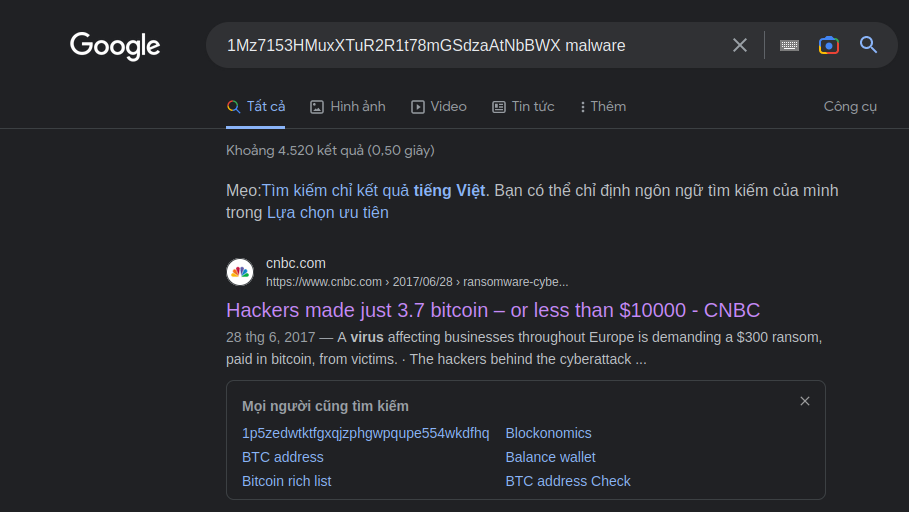 Google
1Mz7153HMuxXTuR2R1t78mGSdzaAtNbBWX malware
Tất cả Hình ảnh Video Tin tức Thêm Công cụ
Khoảng 4.520 kết quả (0,50 giây)
Mẹo:Tìm kiếm chỉ kết quả tiếng Việt. Bạn có thể chỉ định ngôn ngữ tìm kiếm của mình
trong Lựa chọn ưu tiên
cnbc.com
https://www.cnbc.com › 2017/06/28 › ransomware-cybe...
Hackers made just 3.7 bitcoin – or less than $10000 - CNBC
28 thg 6, 2017 — A virus affecting businesses throughout Europe is demanding a $300 ransom,
paid in bitcoin, from victims. · The hackers behind the cyberattack ...
Mọi người cũng tìm kiếm
1p5zedwtktfgxqjzphgwpqupe554wkdfhq Blockonomics
BTC address Balance wallet
Bitcoin rich list BTC address Check